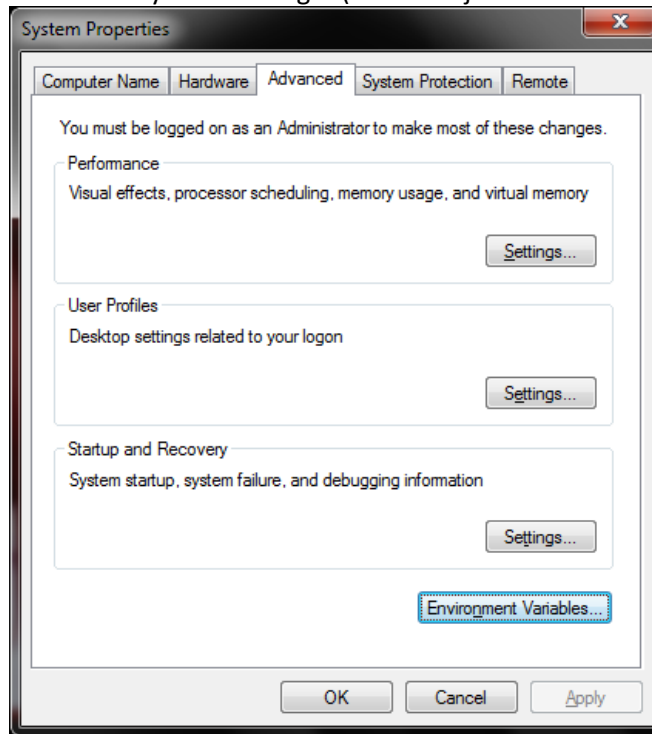 System Properties
Computer Name Hardware Advanced System Protection Remote
You must be logged on as an Administrator to make most of these changes.
Performance
Visual effects, processor scheduling, memory usage, and virtual memory
Settings...
User Profiles
Desktop settings related to your logon
Settings...
Startup and Recovery
System startup, system failure, and debugging information
Settings...
Environment Variables...
OK Cancel Apply